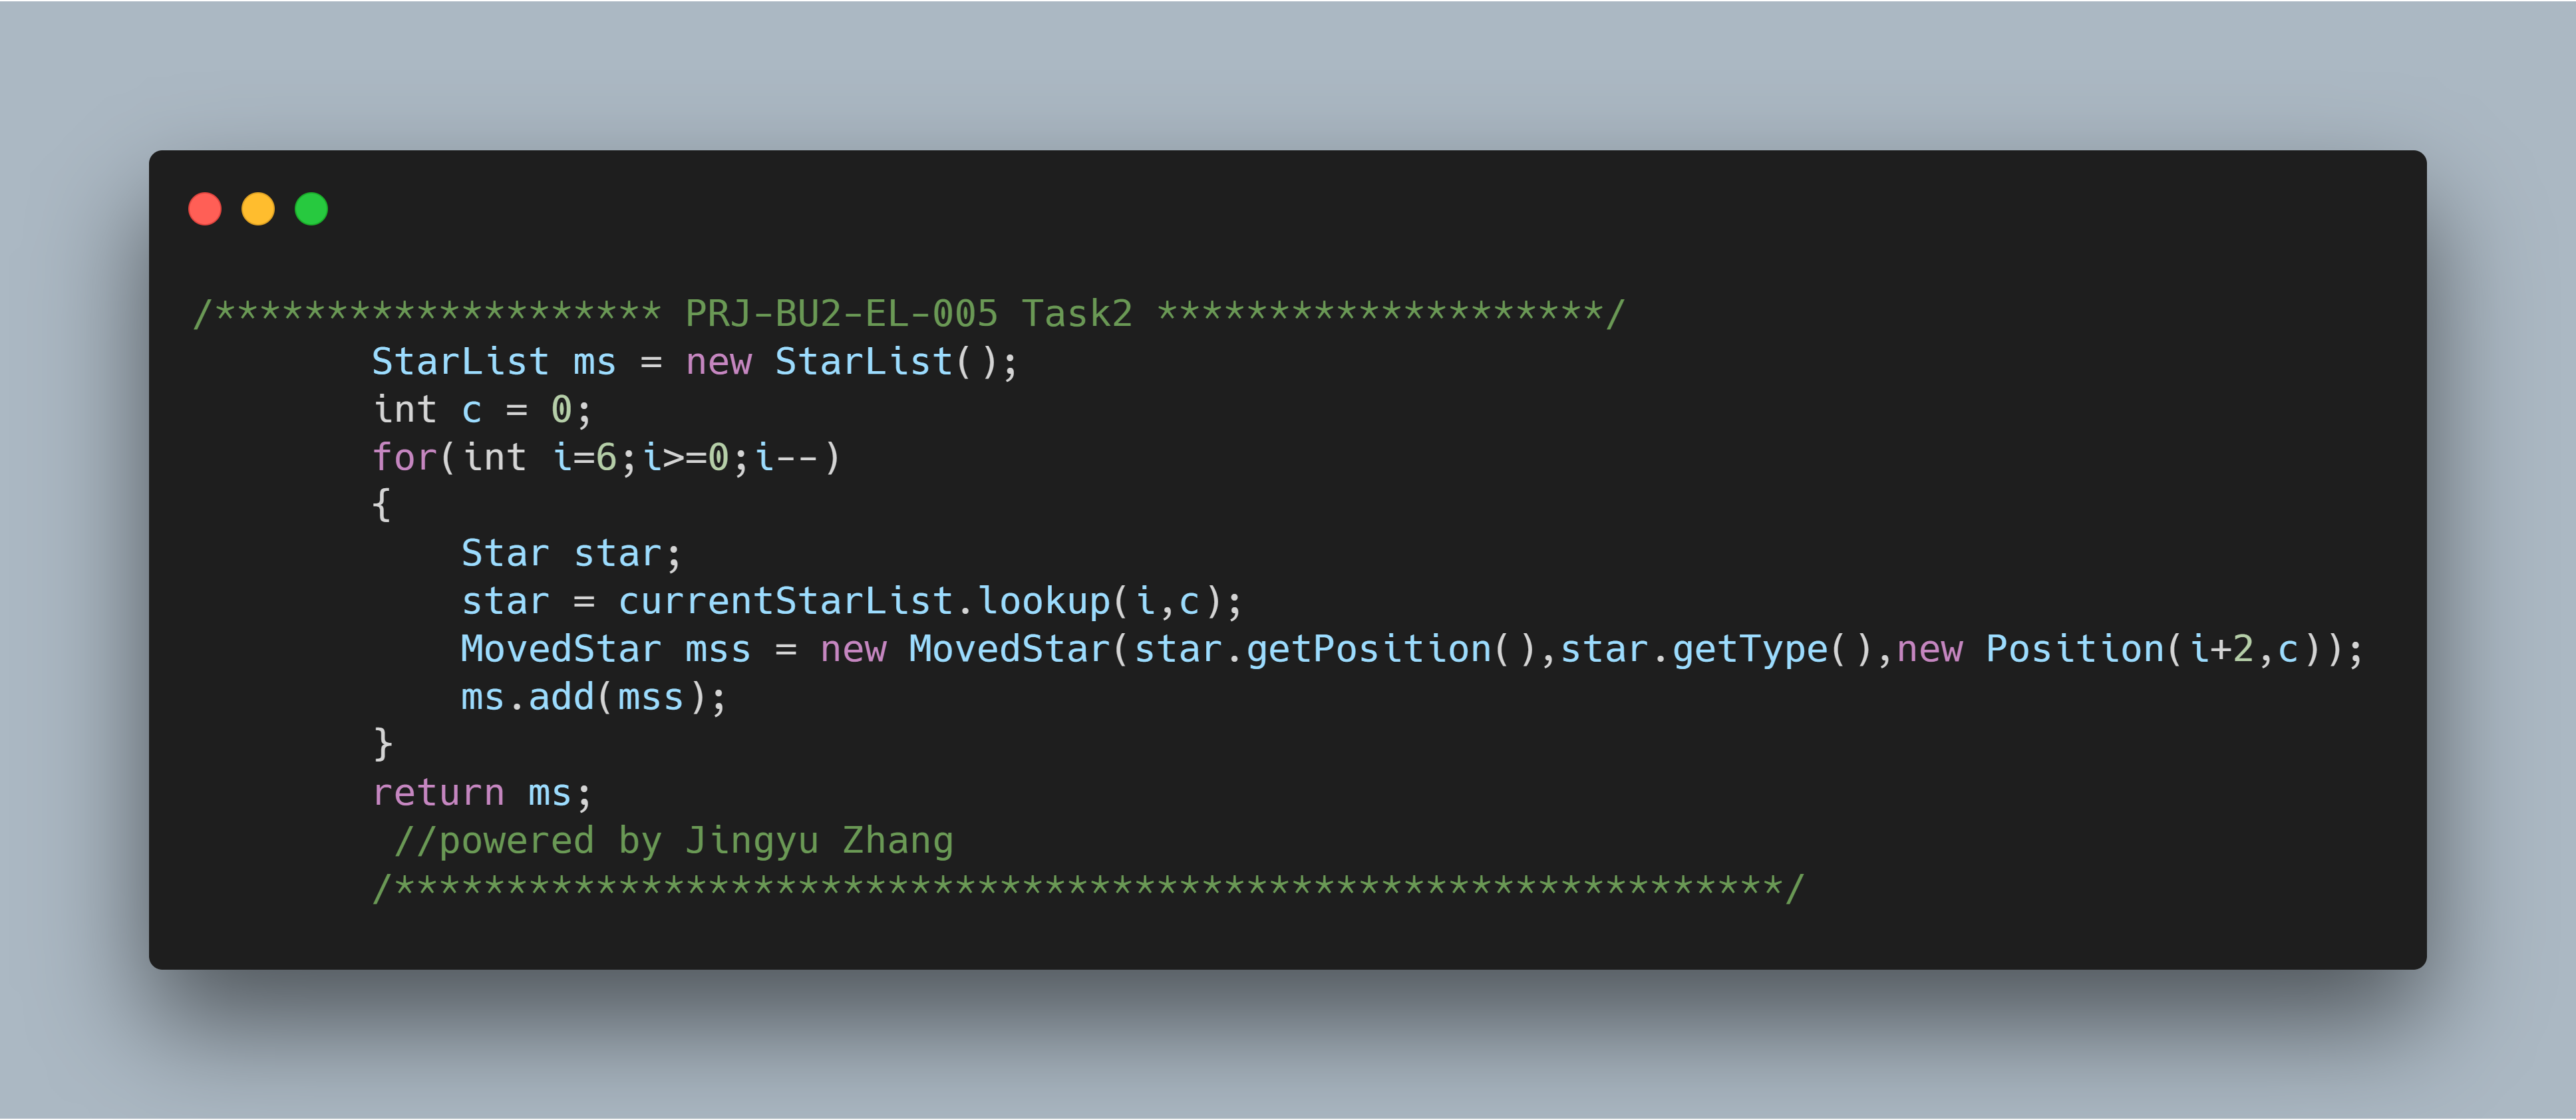 /******************** PRJ-BU2-EL-005 Task2 ********************/
        StarList ms = new StarList();
        int c = 0;
        for(int i=6;i>=0;i--)
        {
            Star star;
            star = currentStarList.lookup(i,c);
            MovedStar mss = new MovedStar(star.getPosition(),star.getType(),new Position(i+2,c));
            ms.add(mss);
        }
        return ms;
         //powered by Jingyu Zhang
        /**************************************************************/